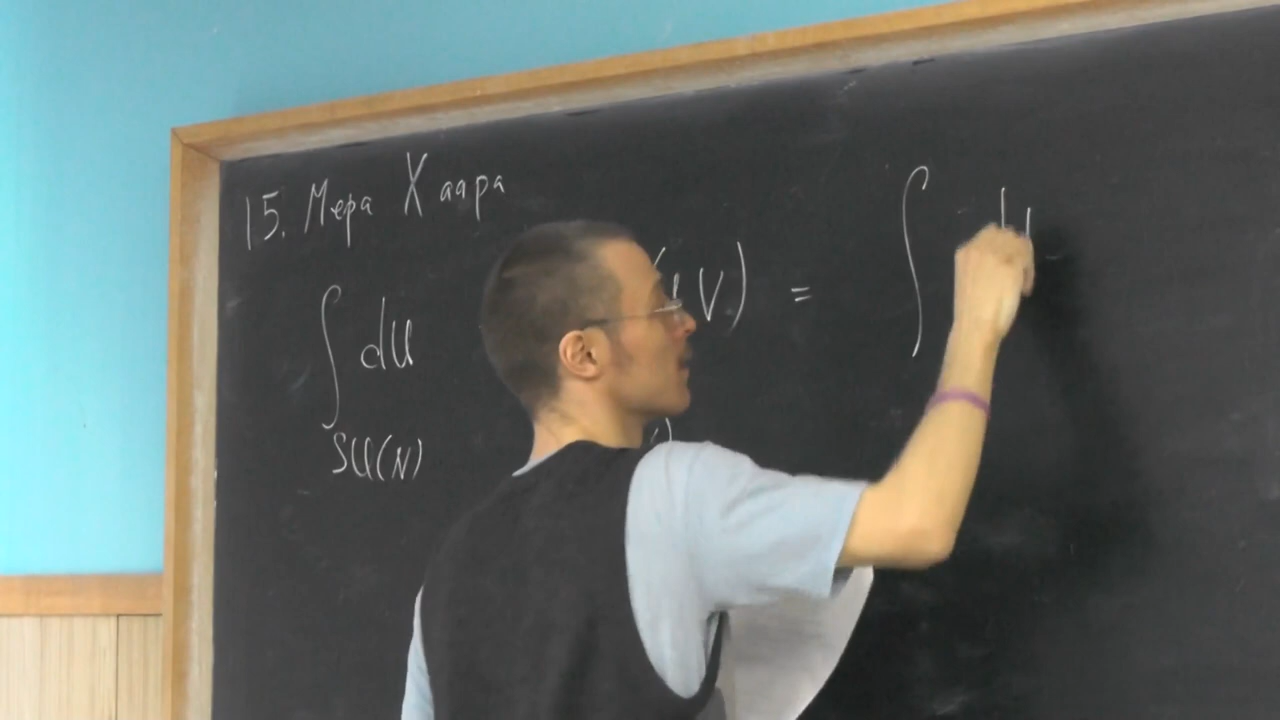 15. Мера Хаара
∫ dU V) = ∫
SU(N) )